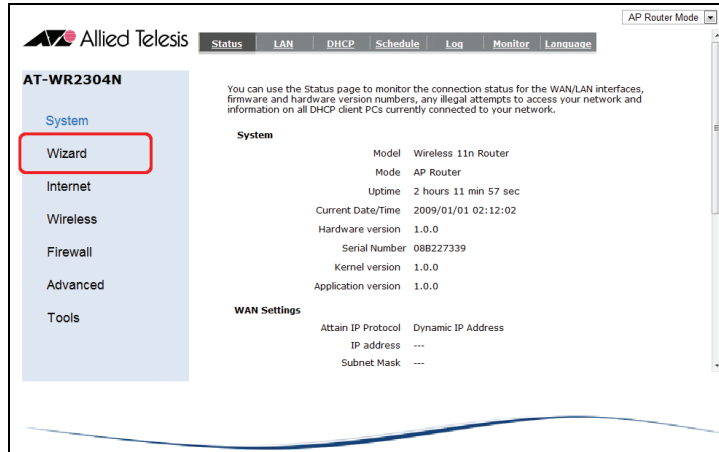 AP Router Mode
Allied Telesis
Status LAN DHCP Schedule Log Monitor Language
AT-WR2304N
System
Wizard
Internet
Wireless
Firewall
Advanced
Tools
You can use the Status page to monitor the connection status for the WAN/LAN interfaces,
firmware and hardware version numbers, any illegal attempts to access your network and
information on all DHCP client PCs currently connected to your network.
System
Model Wireless 11n Router
Mode AP Router
Uptime 2 hours 11 min 57 sec
Current Date/Time 2009/01/01 02:12:02
Hardware version 1.0.0
Serial Number 08B227339
Kernel version 1.0.0
Application version 1.0.0
WAN Settings
Attain IP Protocol Dynamic IP Address
IP address ---
Subnet Mask ---